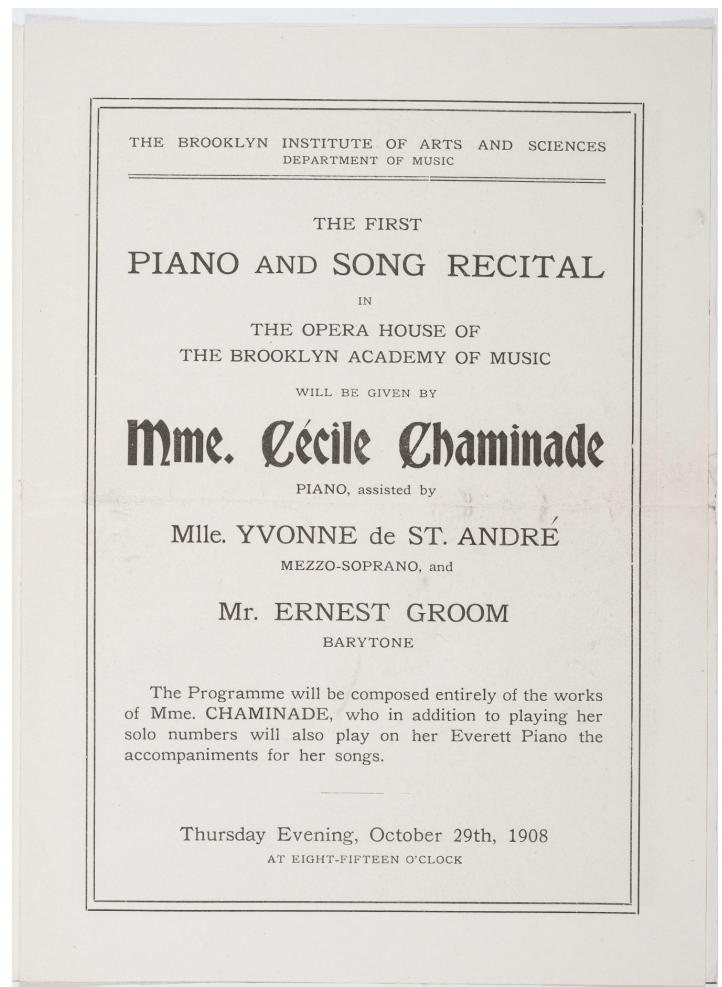 THE BROOKLYN INSTITUTE OF ARTS AND SCIENCES
DEPARTMENT OF MUSIC
THE FIRST
PIANO AND SONG RECITAL
IN
THE OPERA HOUSE OF
THE BROOKLYN ACADEMY OF MUSIC
WILL BE GIVEN BY
Mme. Cécile Chaminade
PIANO, assisted by
Mlle. YVONNE de ST. ANDRÉ
MEZZO-SOPRANO, and
Mr. ERNEST GROOM
BARYTONE
The Programme will be composed entirely of the works
of Mme. CHAMINADE, who in addition to playing her
solo numbers will also play on her Everett Piano the
accompaniments for her songs.
Thursday Evening, October 29th, 1908
AT EIGHT-FIFTEEN O'CLOCK